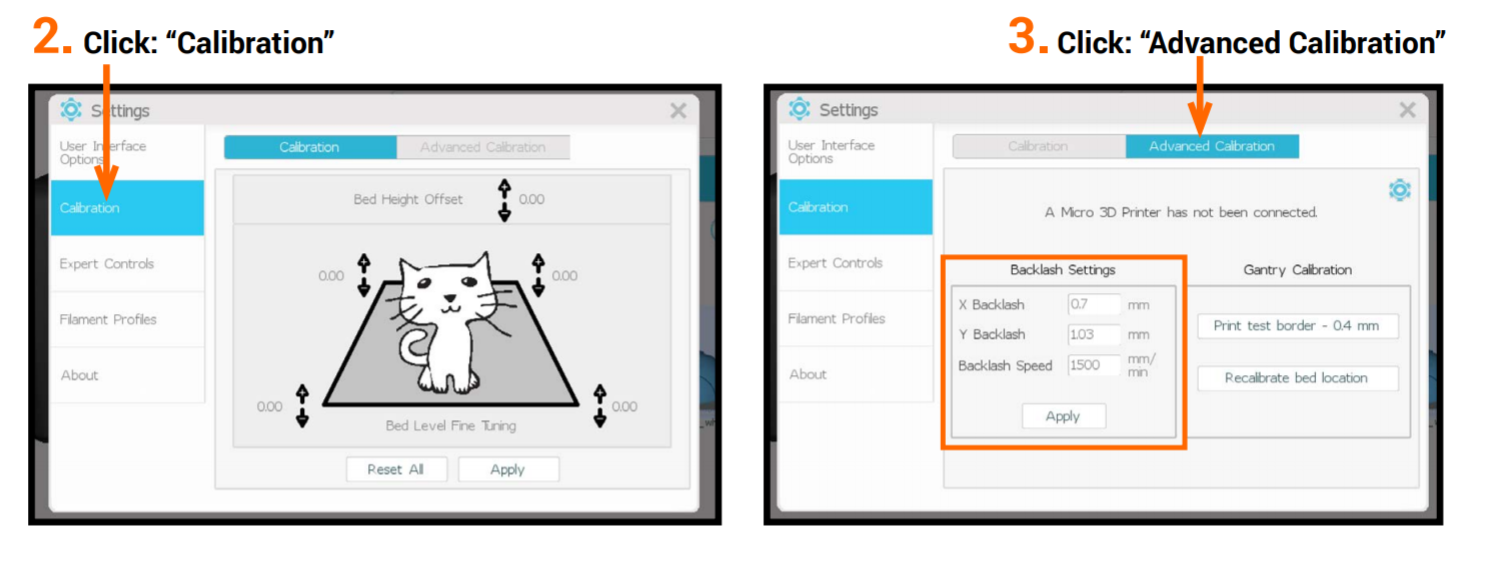 2. Click: “Calibration”
Settings
User Interface
Options
Calibration
Expert Controls
Filament Profiles
About
Calibration
Advanced Calibration
Bed Height Offset
0.00
0.00
0.00
0.00
0.00
Bed Level Fine Tuning
Reset All
Apply
3. Click: “Advanced Calibration”
Settings
User Interface
Options
Calibration
Expert Controls
Filament Profiles
About
Calibration
Advanced Calibration
A Micro 3D Printer has not been connected.
Backlash Settings
X Backlash 0.7 mm
Y Backlash 1.03 mm
Backlash Speed 1500 mm/
min
Apply
Gantry Calibration
Print test border - 0.4 mm
Recalibrate bed location